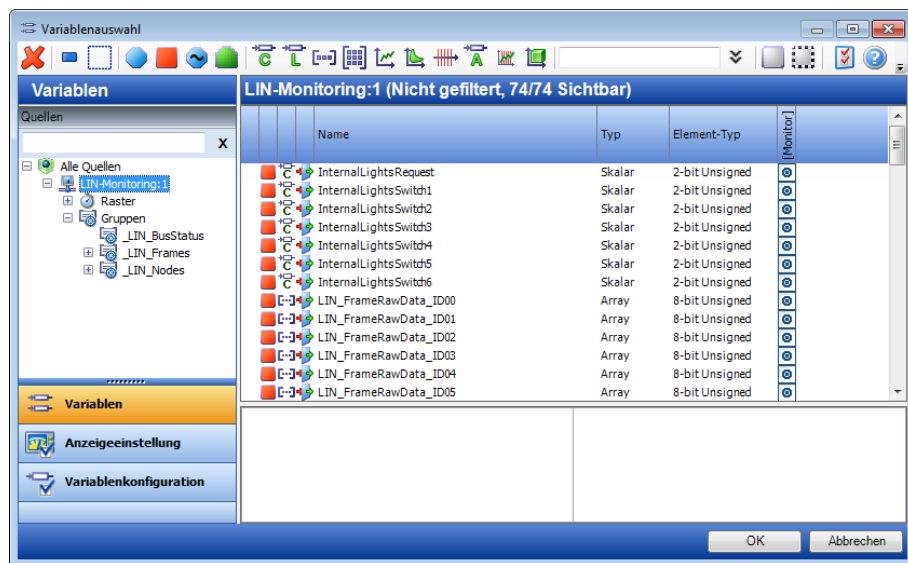 Variablenauswahl
Variablen
LIN-Monitoring:1 (Nicht gefiltert, 74/74 Sichtbar)
Quellen
X
Alle Quellen
LIN-Monitoring:1
Raster
Gruppen
_LIN_BusStatus
_LIN_Frames
_LIN_Nodes
Name Typ Element-Typ [Monitor]
InternalLightsRequest Skalar 2-bit Unsigned
InternalLightsSwitch1 Skalar 2-bit Unsigned
InternalLightsSwitch2 Skalar 2-bit Unsigned
InternalLightsSwitch3 Skalar 2-bit Unsigned
InternalLightsSwitch4 Skalar 2-bit Unsigned
InternalLightsSwitch5 Skalar 2-bit Unsigned
InternalLightsSwitch6 Skalar 2-bit Unsigned
LIN_FrameRawData_ID00 Array 8-bit Unsigned
LIN_FrameRawData_ID01 Array 8-bit Unsigned
LIN_FrameRawData_ID02 Array 8-bit Unsigned
LIN_FrameRawData_ID03 Array 8-bit Unsigned
LIN_FrameRawData_ID04 Array 8-bit Unsigned
LIN_FrameRawData_ID05 Array 8-bit Unsigned
Variablen
Anzeigeeinstellung
Variablenkonfiguration
OK Abbrechen